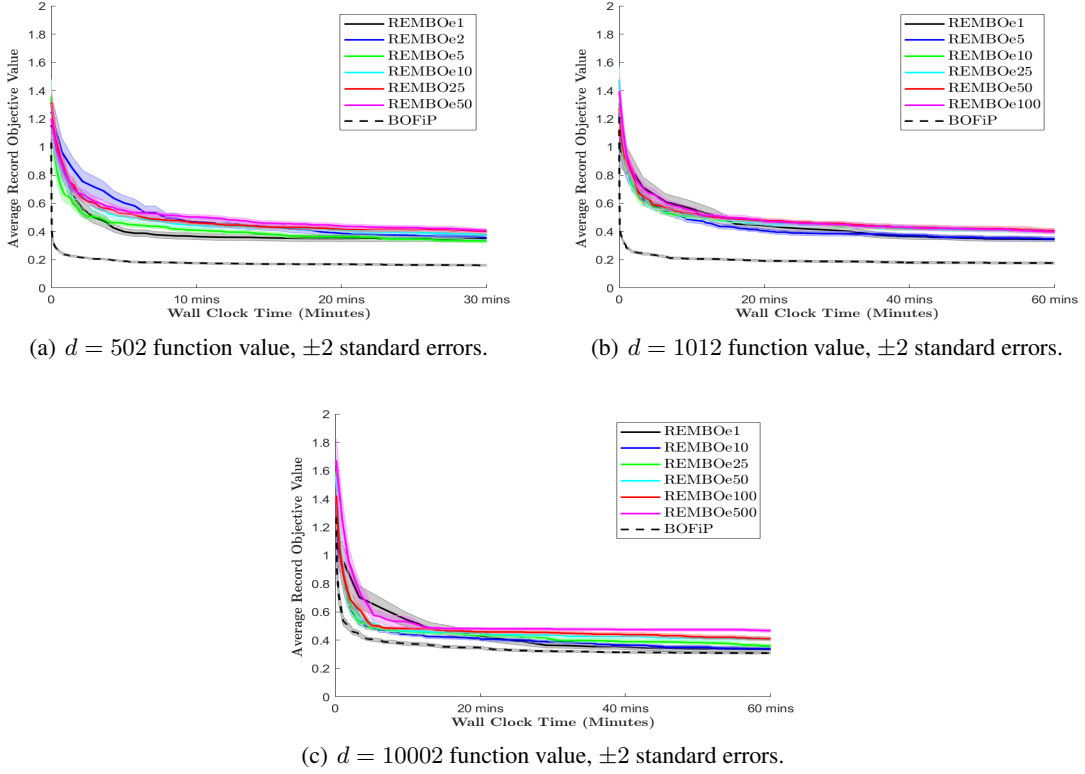 2
1.8
1.6
1.4
1.2
1
0.8
0.6
0.4
0.2
0
Average Record Objective Value
0
10 mins
20 mins
30 mins
Wall Clock Time (Minutes)
REMBOe1
REMBOe2
REMBOe5
REMBOe10
REMBO25
REMBOe50
BOFiP
(a) d = 502 function value, ±2 standard errors.
2
1.8
1.6
1.4
1.2
1
0.8
0.6
0.4
0.2
0
Average Record Objective Value
0
20 mins
40 mins
60 mins
Wall Clock Time (Minutes)
REMBOe1
REMBOe5
REMBOe10
REMBOe25
REMBOe50
REMBOe100
BOFiP
(b) d = 1012 function value, ±2 standard errors.
2
1.8
1.6
1.4
1.2
1
0.8
0.6
0.4
0.2
0
Average Record Objective Value
0
20 mins
40 mins
60 mins
Wall Clock Time (Minutes)
REMBOe1
REMBOe10
REMBOe25
REMBOe50
REMBOe100
REMBOe500
BOFiP
(c) d = 10002 function value, ±2 standard errors.